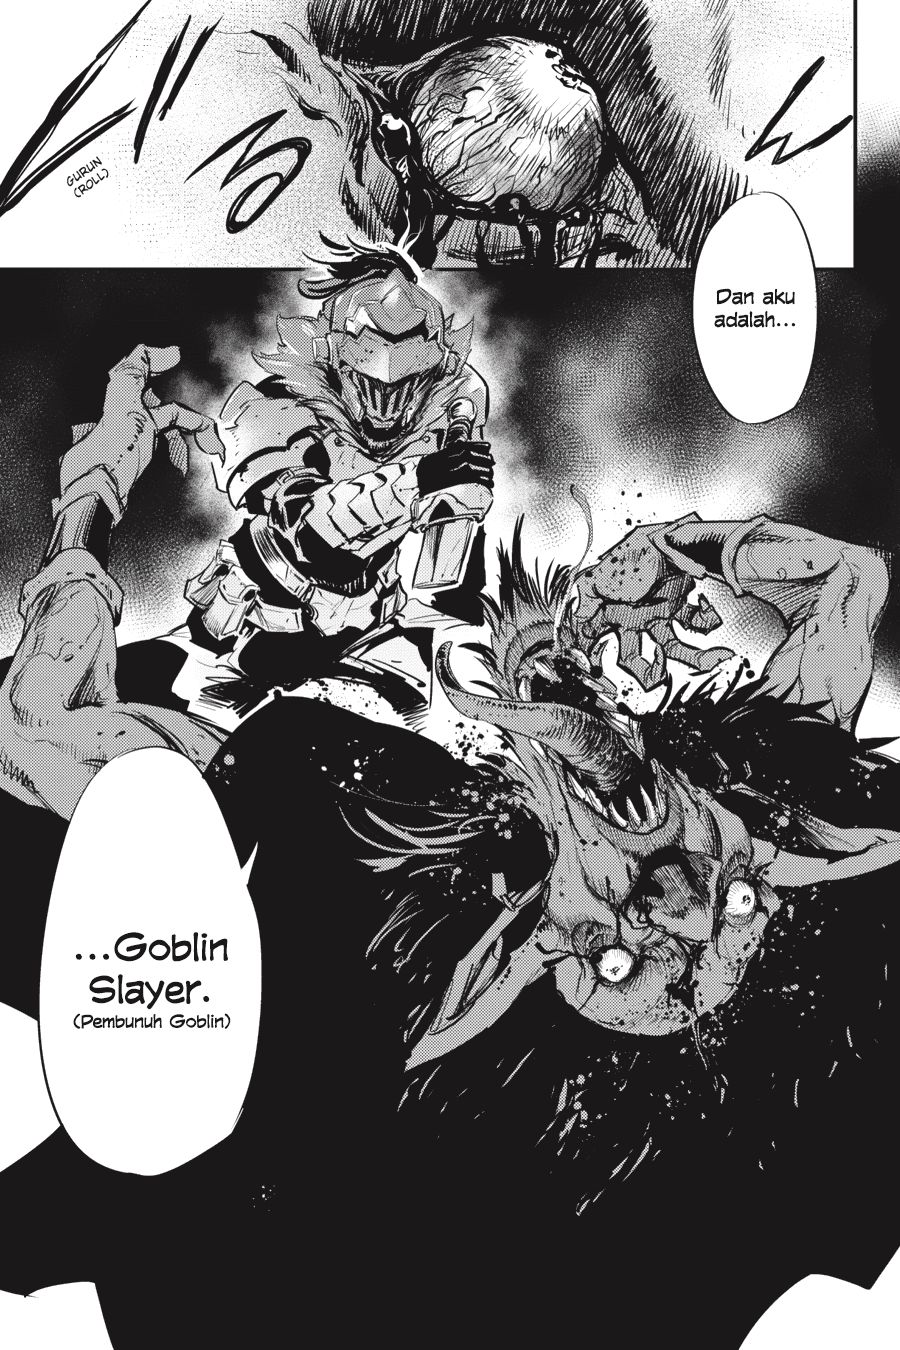 GURUN
(ROLL)
Dan aku
adalah...
...Goblin
Slayer.
(Pembunuh Goblin)